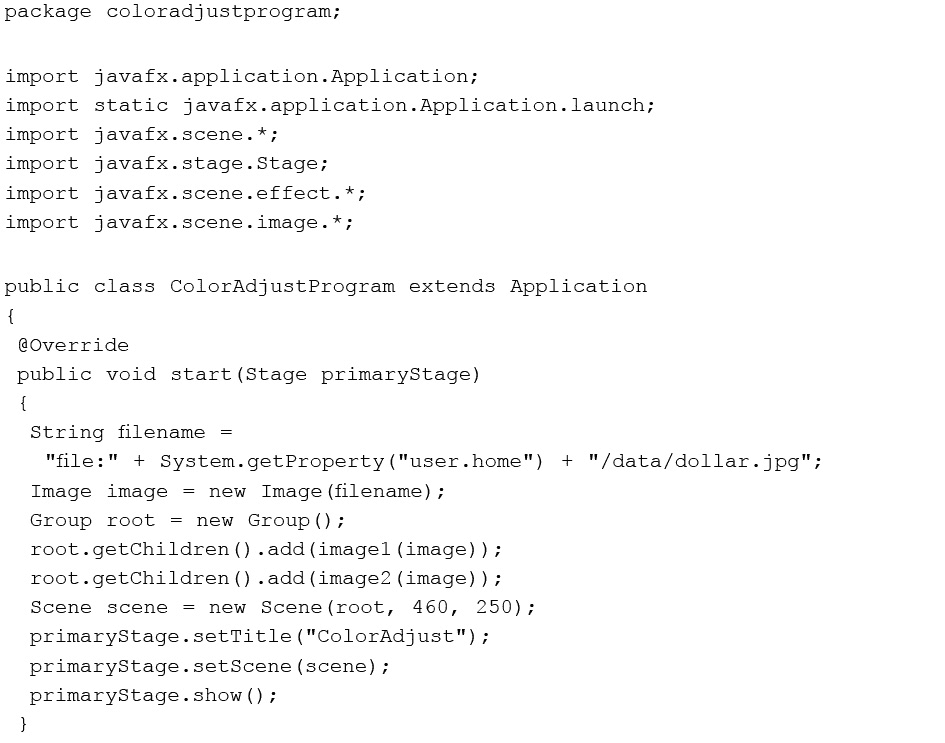 package coloradjustprogram;
import javafx.application.Application;
import static javafx.application.Application.launch;
import javafx.scene.*;
import javafx.stage.Stage;
import javafx.scene.effect.*;
import javafx.scene.image.*;
public class ColorAdjustProgram extends Application
{
@Override
public void start(Stage primaryStage)
{
String filename =
"file:" + System.getProperty("user.home") + "/data/dollar.jpg";
Image image = new Image(filename);
Group root = new Group();
root.getChildren().add(image1(image));
root.getChildren().add(image2(image));
Scene scene = new Scene(root, 460, 250);
primaryStage.setTitle("ColorAdjust");
primaryStage.setScene(scene);
primaryStage.show();
}